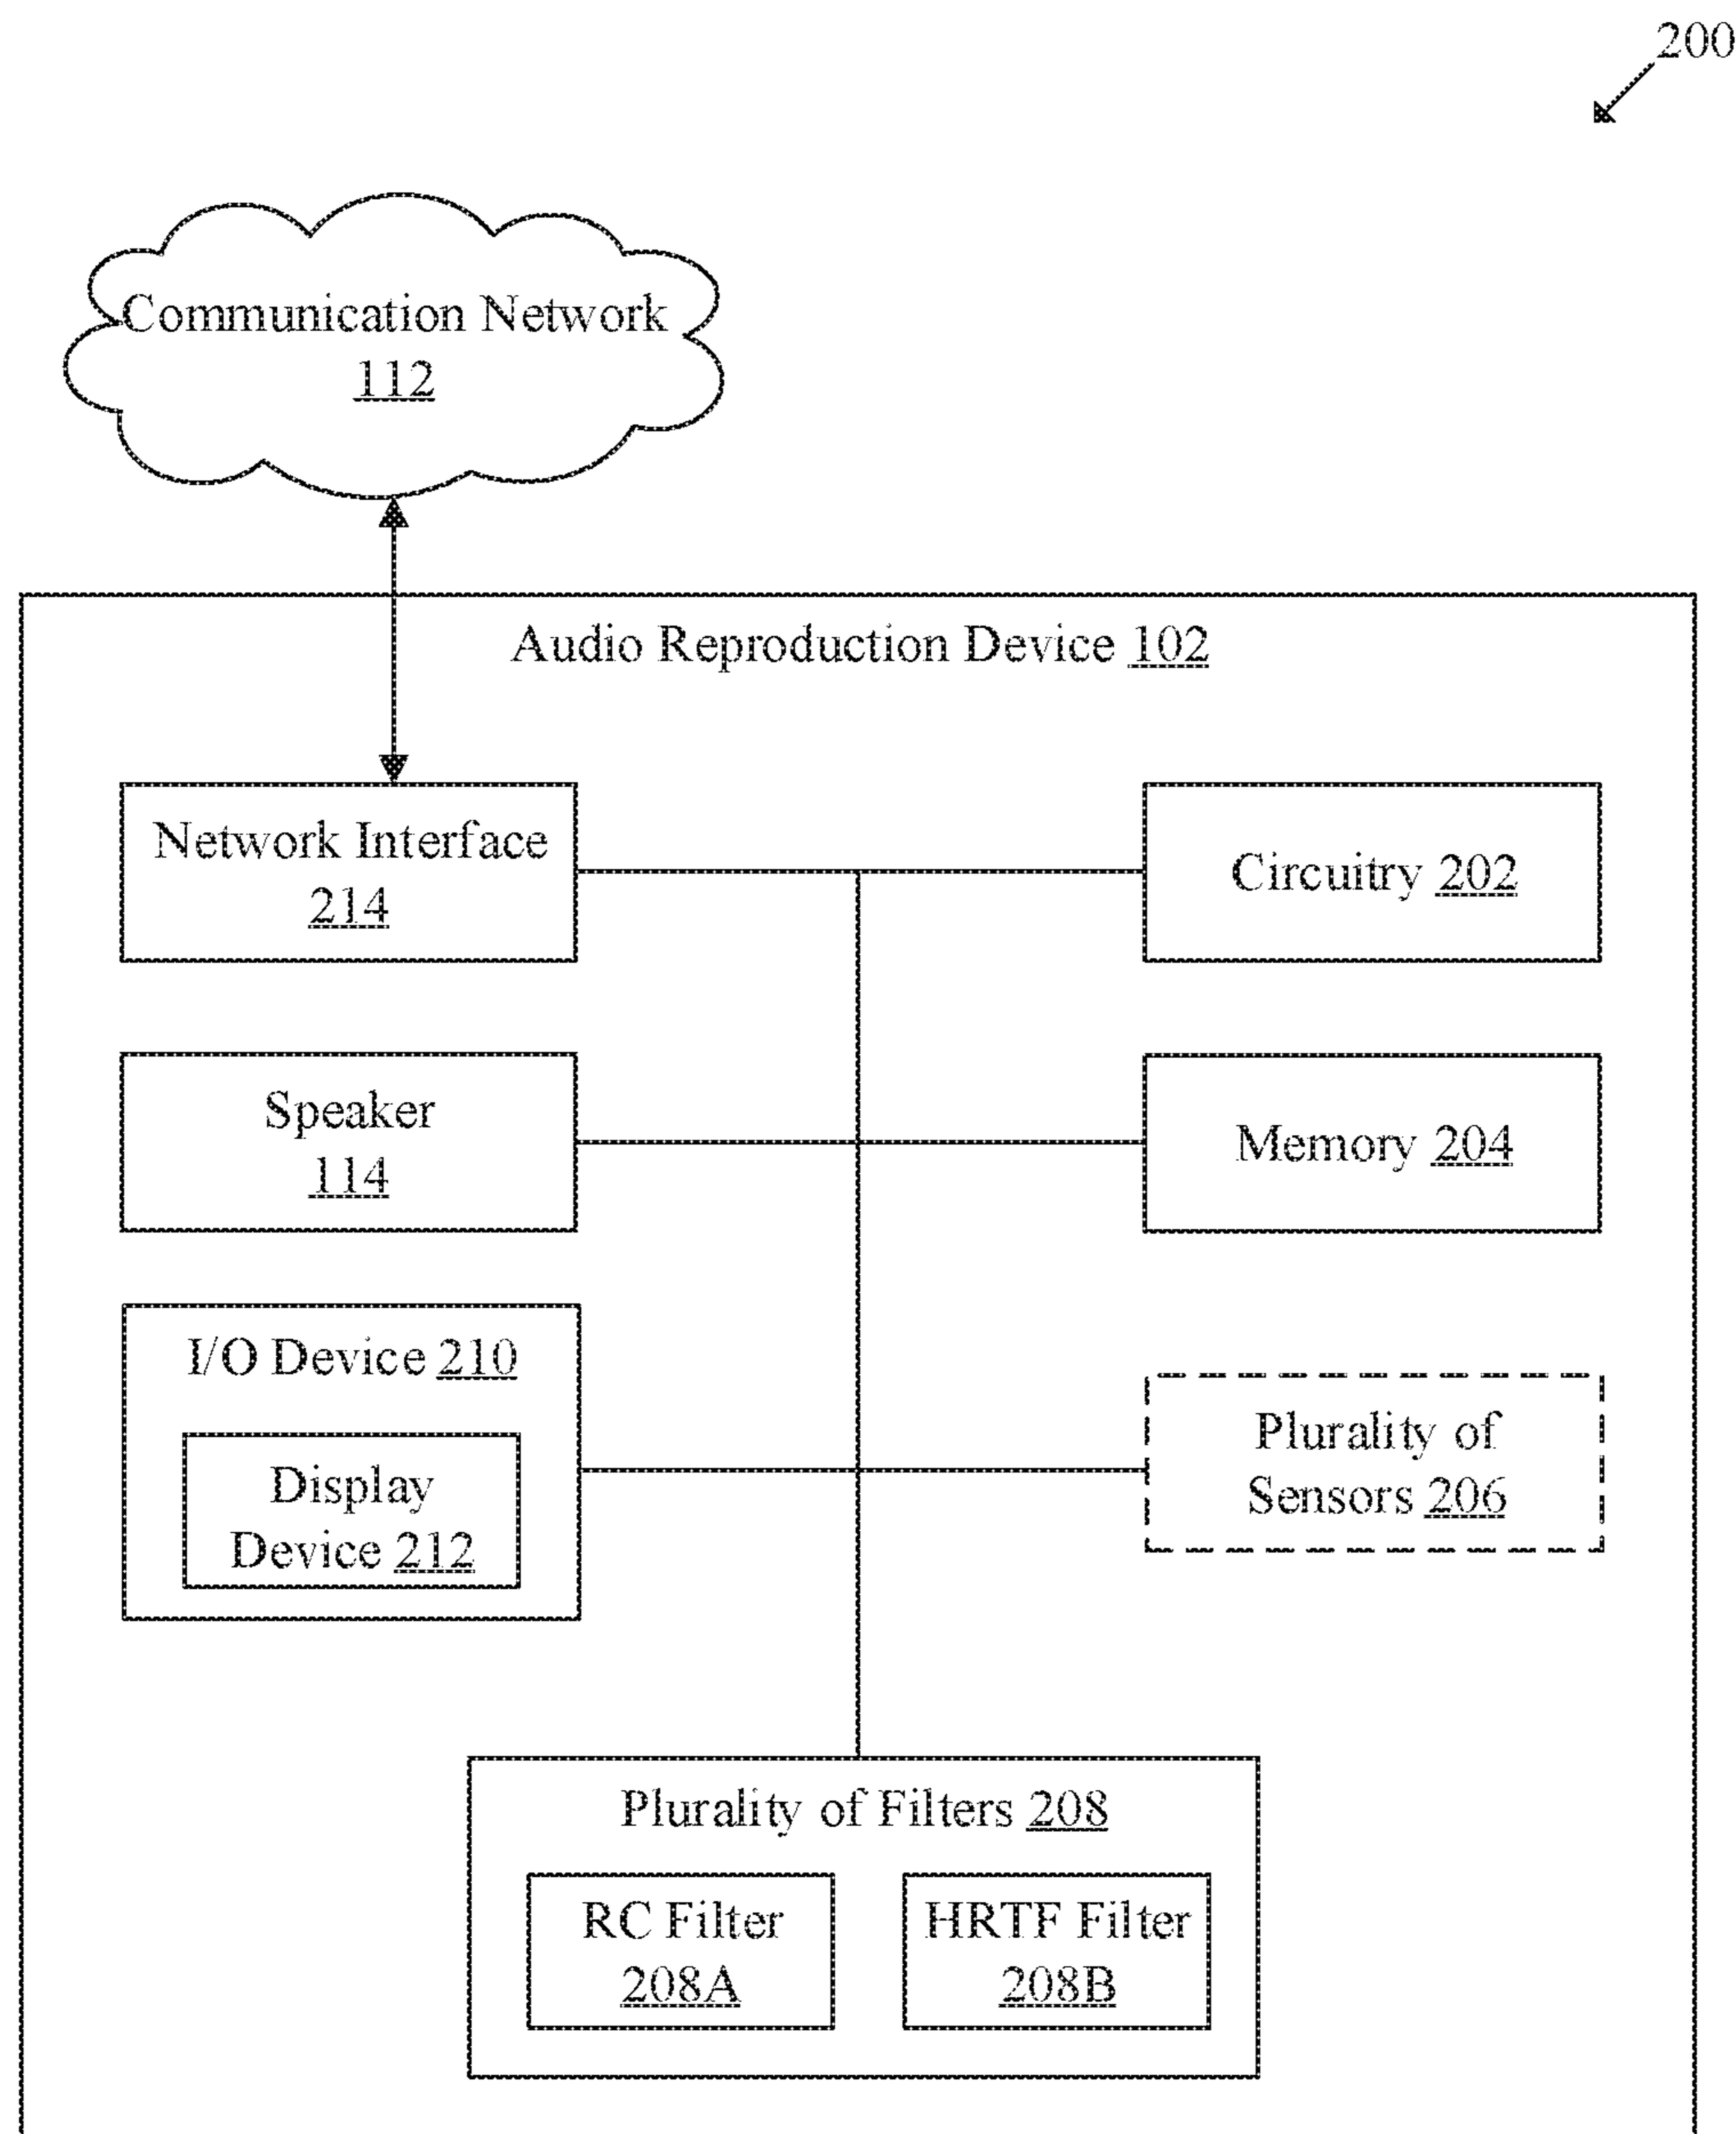 200
Communication Network
112
Audio Reproduction Device 102
Network Interface
214
Circuitry 202
Speaker
114
Memory 204
I/O Device 210
Display
Device 212
Plurality of
Sensors 206
Plurality of Filters 208
RC Filter
208A
HRTF Filter
208B